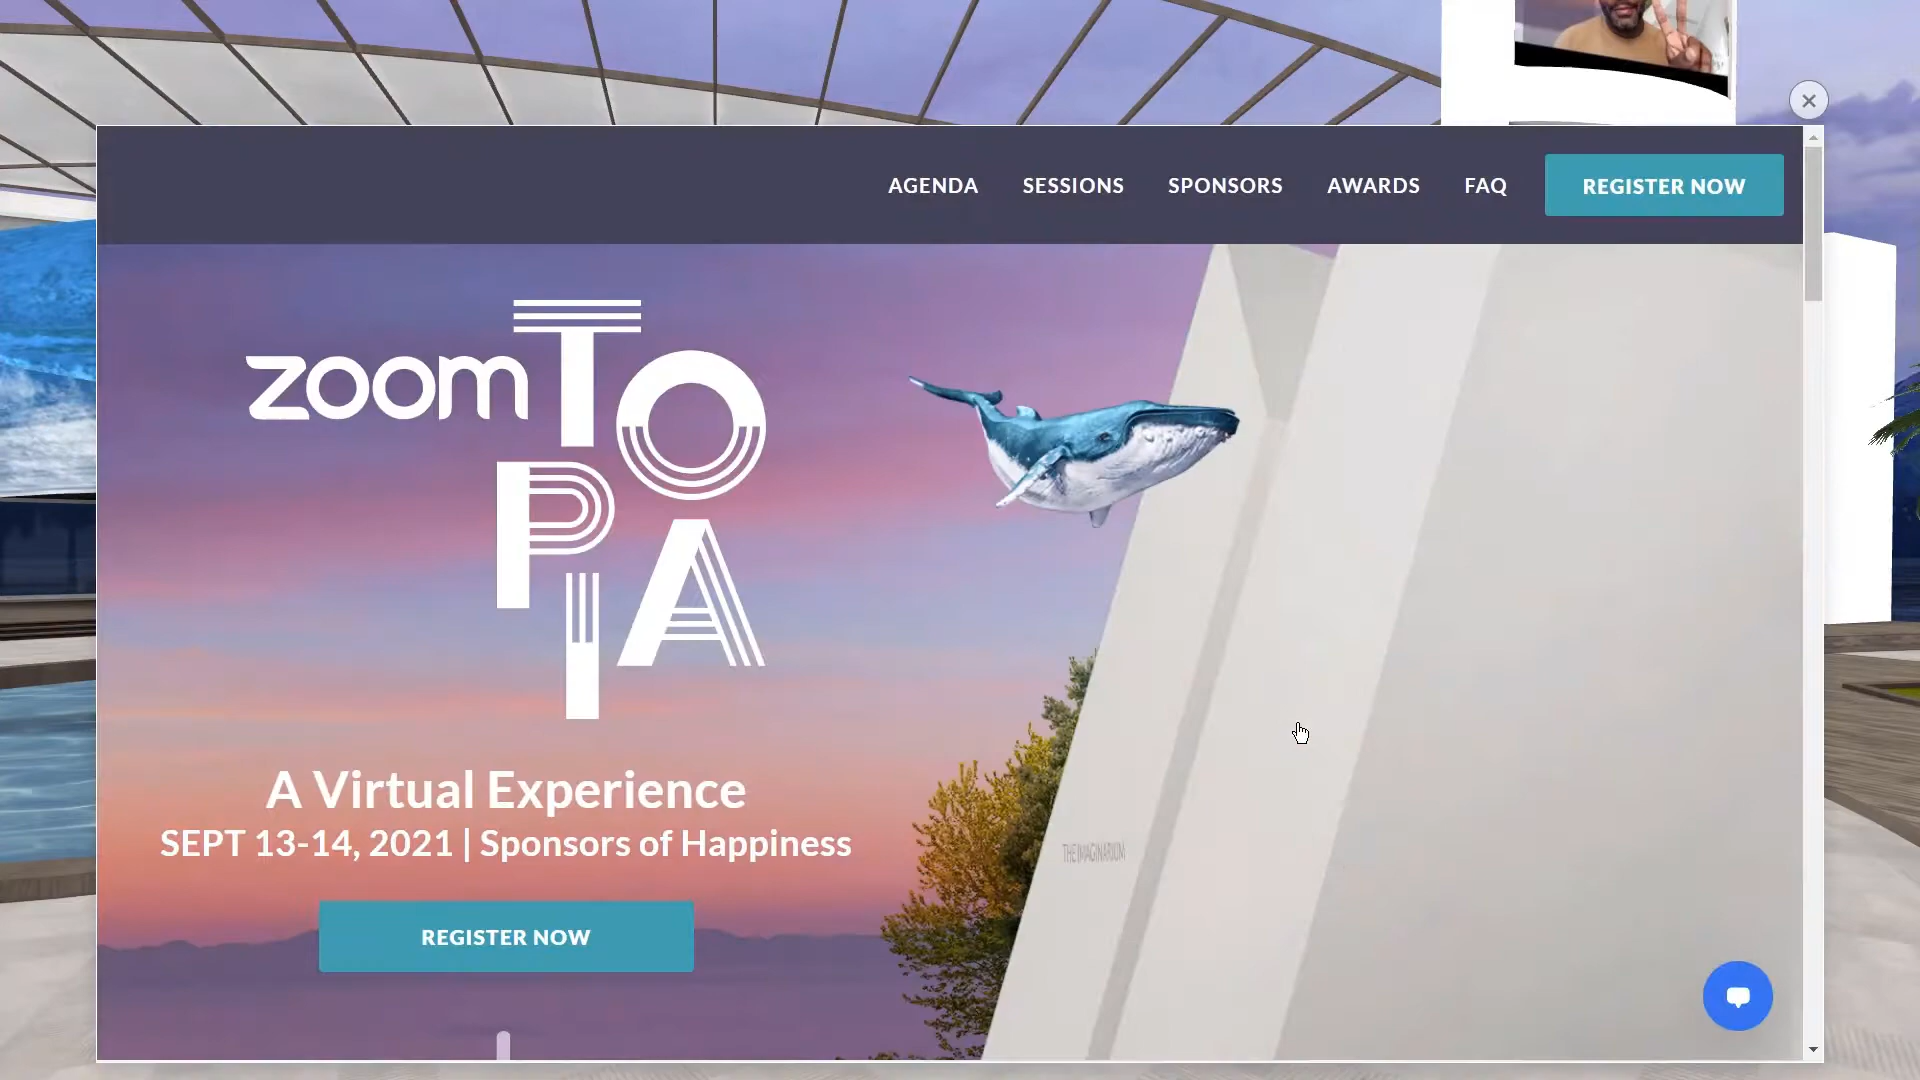 AGENDA SESSIONS SPONSORS AWARDS FAQ REGISTER NOW
zoomTOPIA
A Virtual Experience
SEPT 13-14, 2021 | Sponsors of Happiness
THE IMAGINARIUM
REGISTER NOW